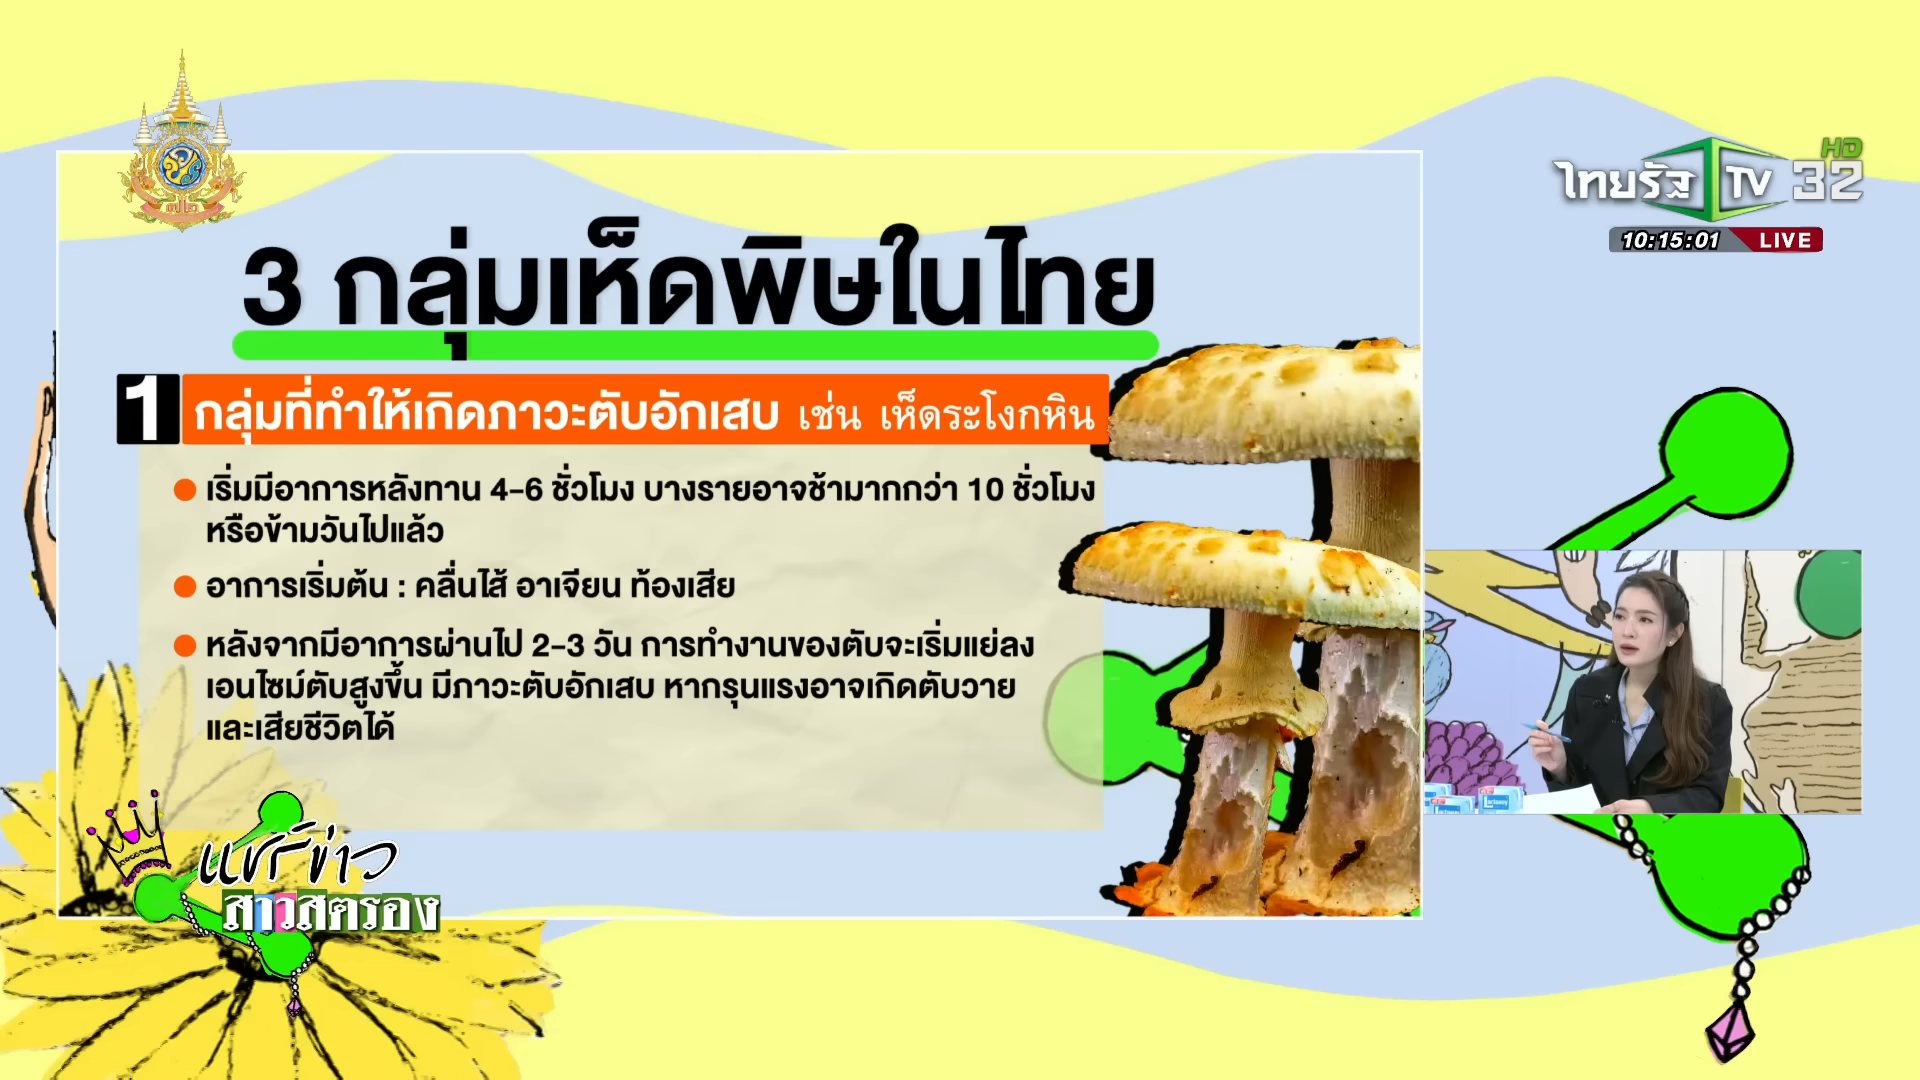 ไทยรัฐ TV HD 32
10:15:01 LIVE
๗๒
3 กลุ่มเห็ดพิษในไทย
1 กลุ่มที่ทำให้เกิดภาวะตับอักเสบ เช่น เห็ดระโงกหิน
เริ่มมีอาการหลังทาน 4-6 ชั่วโมง บางรายอาจช้ามากกว่า 10 ชั่วโมง
หรือข้ามวันไปแล้ว
อาการเริ่มต้น : คลื่นไส้ อาเจียน ท้องเสีย
หลังจากมีอาการผ่านไป 2-3 วัน การทำงานของตับจะเริ่มแย่ลง
เอนไซม์ตับสูงขึ้น มีภาวะตับอักเสบ หากรุนแรงอาจเกิดตับวาย
และเสียชีวิตได้
แชร์ข่าว
สาวสตรอง